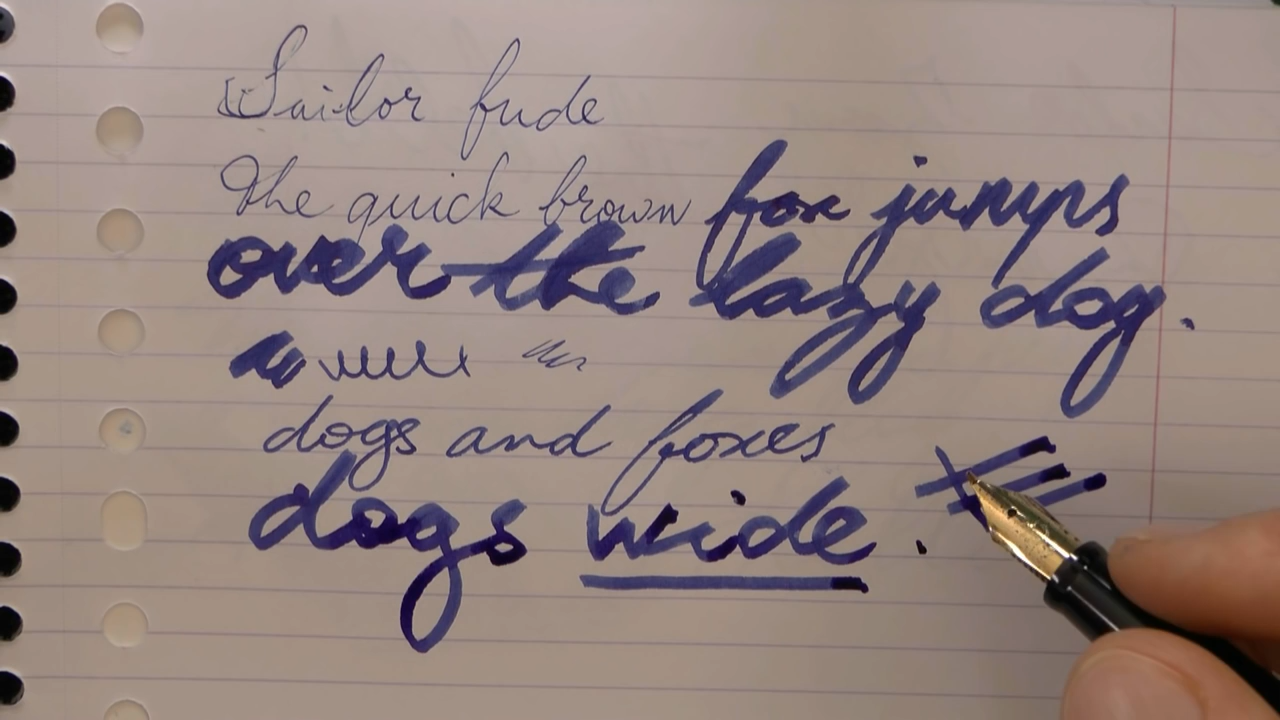 Sailor fude
The quick brown fox jumps
over the lazy dog.
dogs and foxes
dogs wide.